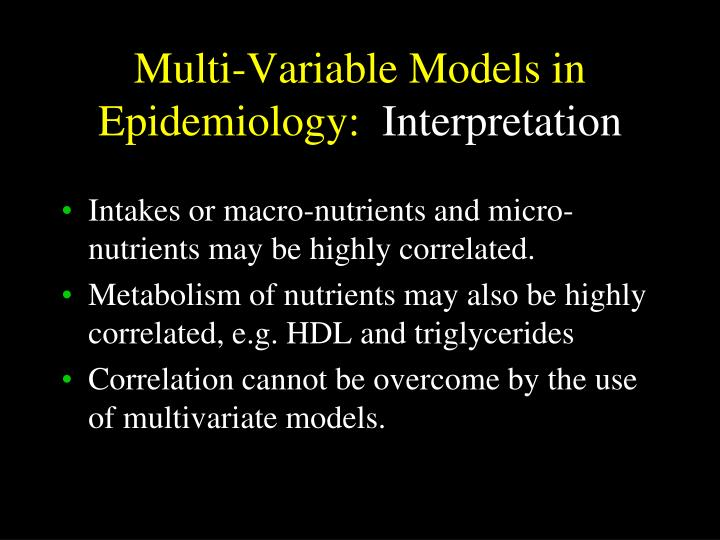 Multi-Variable Models in
Epidemiology:  Interpretation
• Intakes or macro-nutrients and micro-
nutrients may be highly correlated.
• Metabolism of nutrients may also be highly
correlated, e.g. HDL and triglycerides
• Correlation cannot be overcome by the use
of multivariate models.